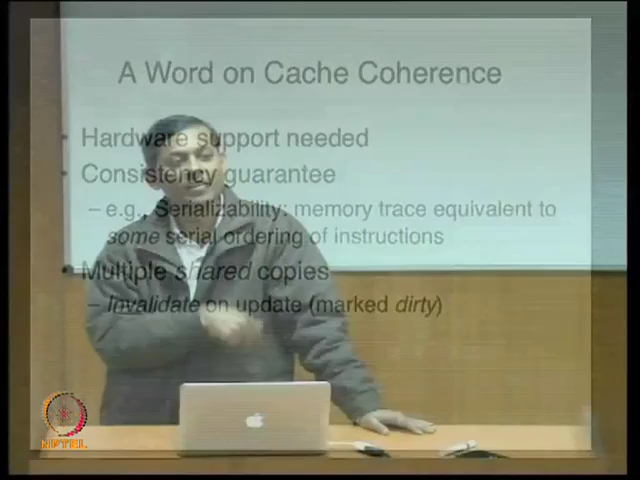 A Word on Cache Coherence
Hardware support needed
Consistency guarantee
– e.g., Serializability: memory trace equivalent to
some serial ordering of instructions
Multiple shared copies
– Invalidate on update (marked dirty)
NPTEL